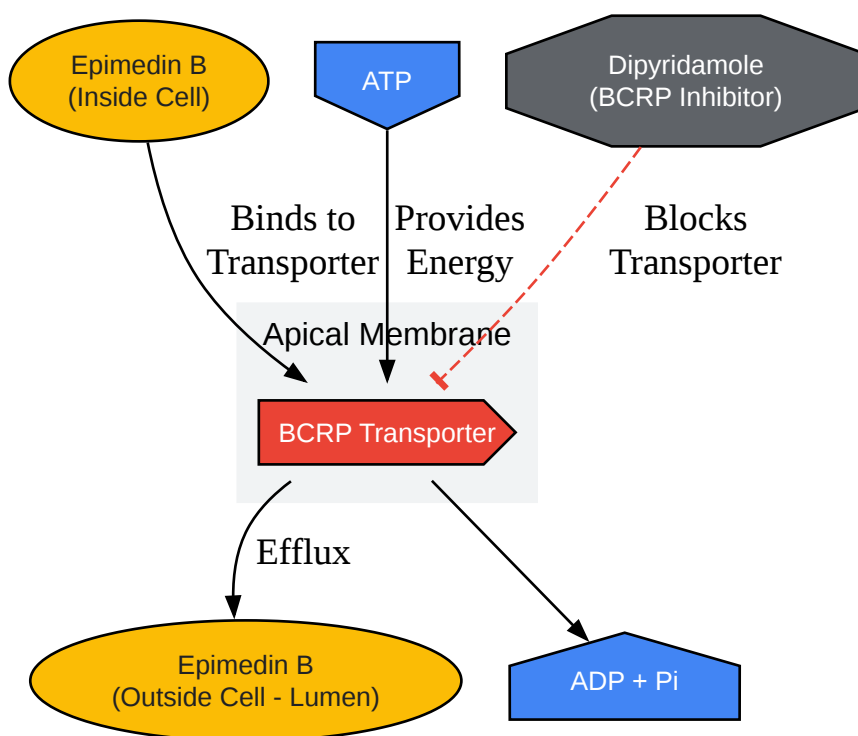 Epimedin B
(Inside Cell)
ATP
Dipyridamole
(BCRP Inhibitor)
Binds to
Transporter
Provides
Energy
Blocks
Transporter
Apical Membrane
BCRP Transporter
Efflux
Epimedin B
(Outside Cell - Lumen)
ADP + Pi